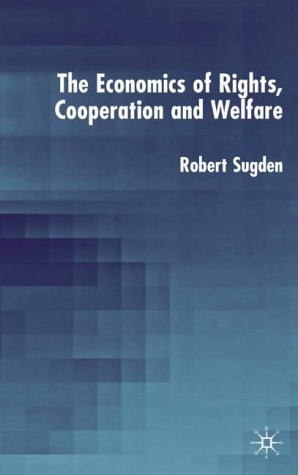 The Economics of Rights,
Cooperation and Welfare
Robert Sugden